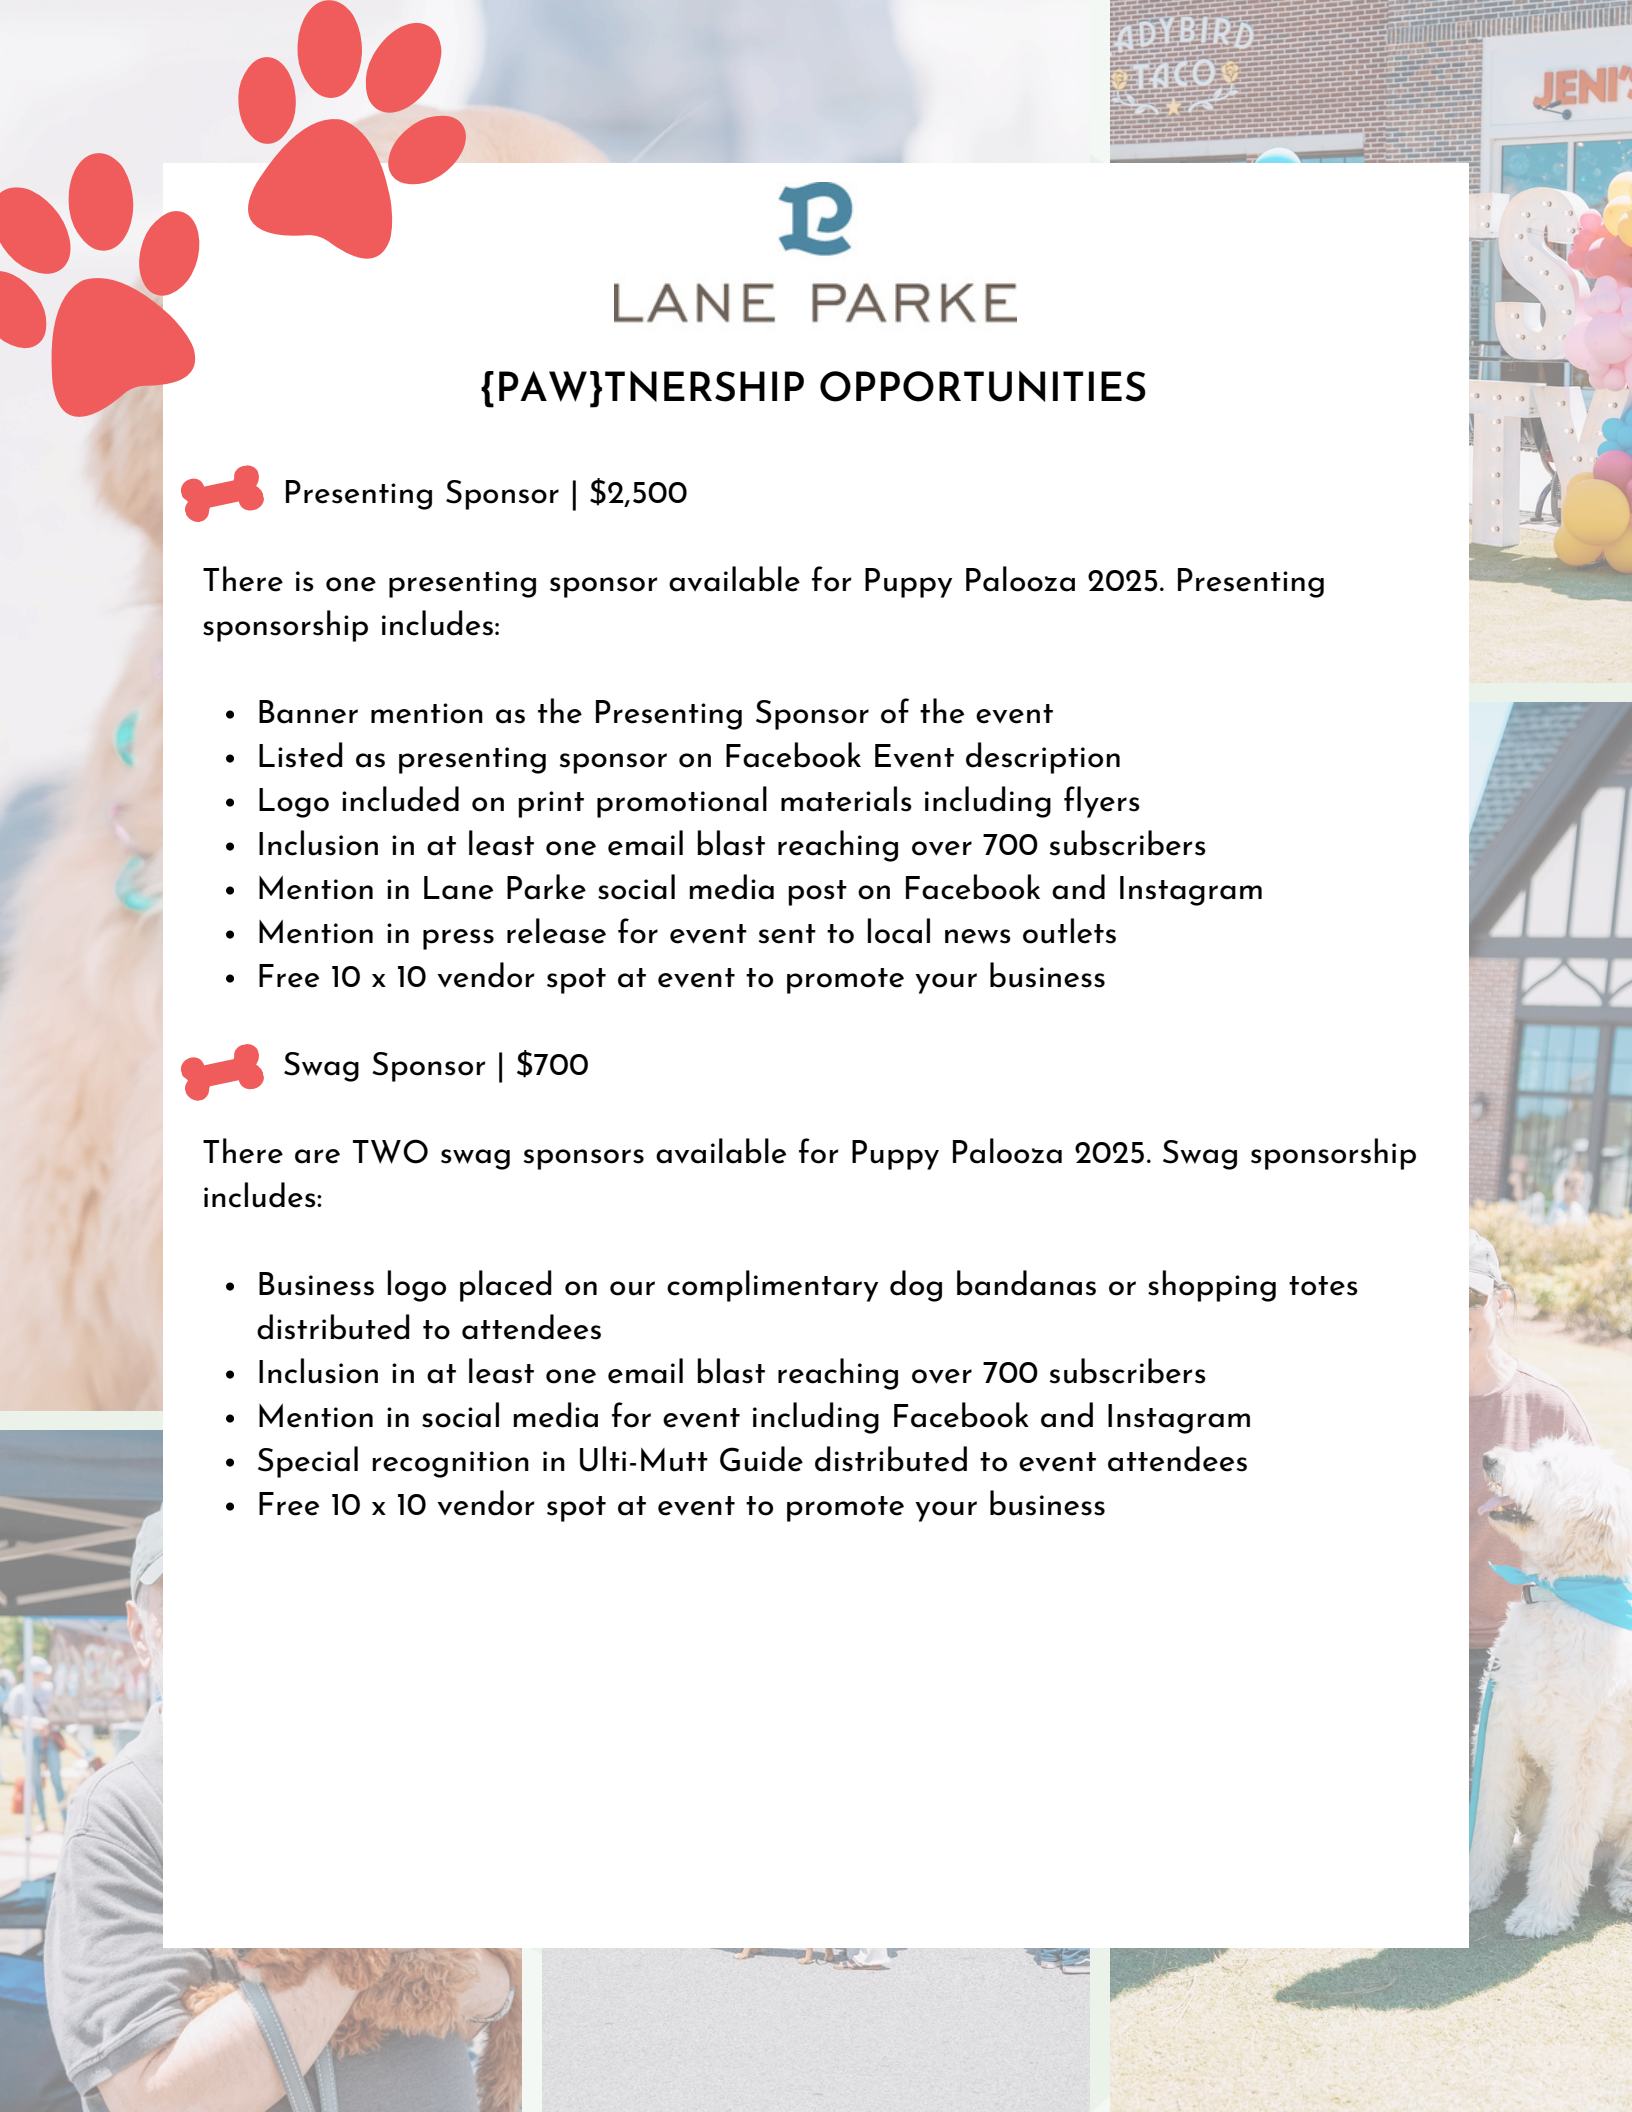 ADYBIRD
TACO
JENI'S
LANE PARKE
{PAW}TNERSHIP OPPORTUNITIES
Presenting Sponsor | $2,500
There is one presenting sponsor available for Puppy Palooza 2025. Presenting
sponsorship includes:
• Banner mention as the Presenting Sponsor of the event
• Listed as presenting sponsor on Facebook Event description
• Logo included on print promotional materials including flyers
• Inclusion in at least one email blast reaching over 700 subscribers
• Mention in Lane Parke social media post on Facebook and Instagram
• Mention in press release for event sent to local news outlets
• Free 10 x 10 vendor spot at event to promote your business
Swag Sponsor | $700
There are TWO swag sponsors available for Puppy Palooza 2025. Swag sponsorship
includes:
• Business logo placed on our complimentary dog bandanas or shopping totes
distributed to attendees
• Inclusion in at least one email blast reaching over 700 subscribers
• Mention in social media for event including Facebook and Instagram
• Special recognition in Ulti-Mutt Guide distributed to event attendees
• Free 10 x 10 vendor spot at event to promote your business